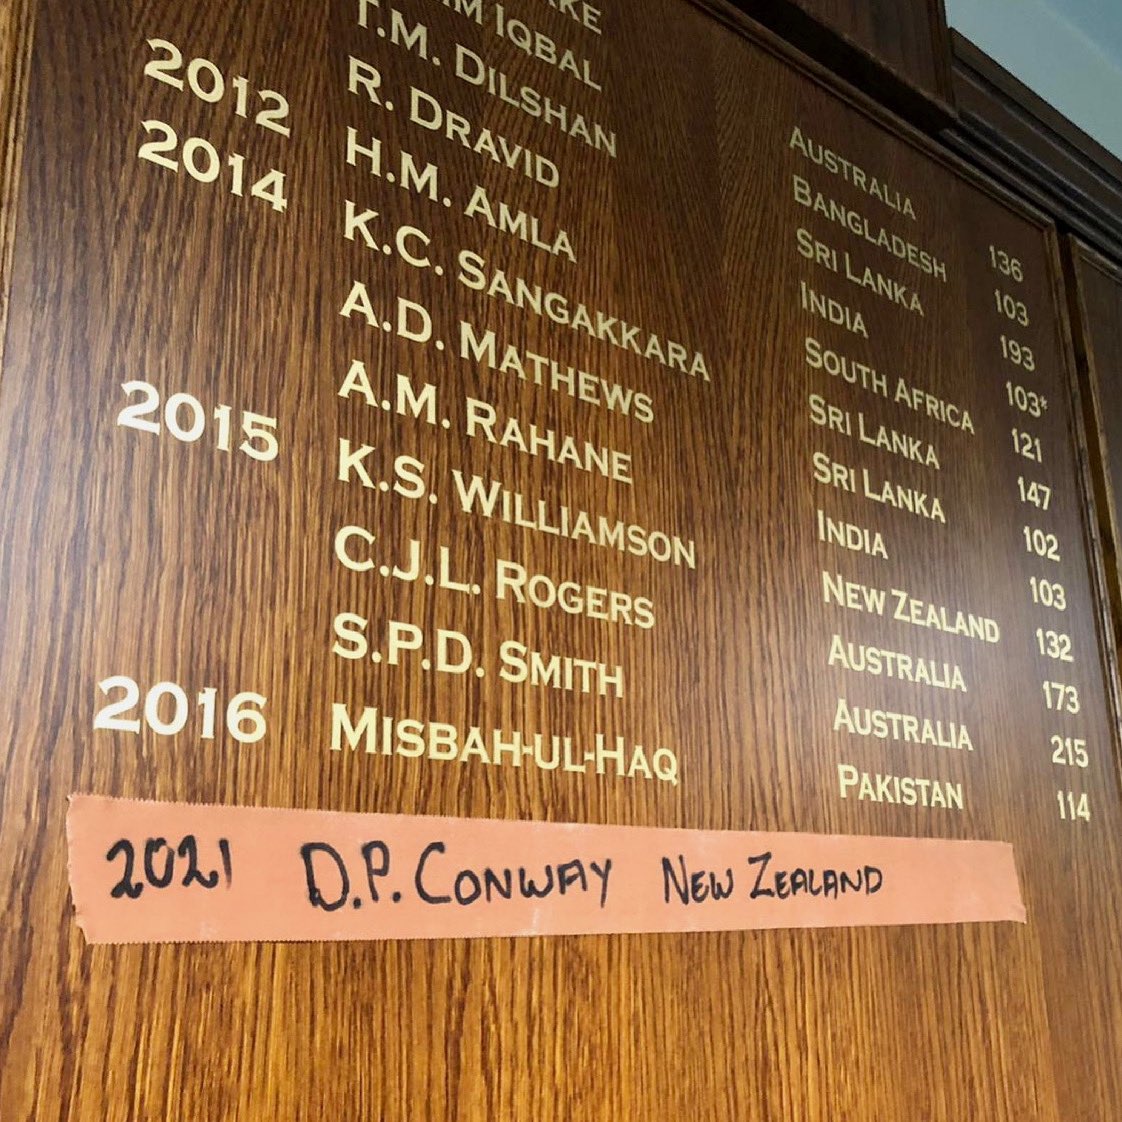 AUSTRALIA 136
IQBAL BANGLADESH 103
T.M. DILSHAN SRI LANKA 193
R. DRAVID INDIA 103*
2012 H.M. AMLA SOUTH AFRICA 121
2014 K.C. SANGAKKARA SRI LANKA 147
A.D. MATHEWS SRI LANKA 102
A.M. RAHANE INDIA 103
2015 K.S. WILLIAMSON NEW ZEALAND 132
C.J.L. ROGERS AUSTRALIA 173
S.P.D. SMITH AUSTRALIA 215
2016 MISBAH-UL-HAQ PAKISTAN 114
2021 D.P. CONWAY NEW ZEALAND